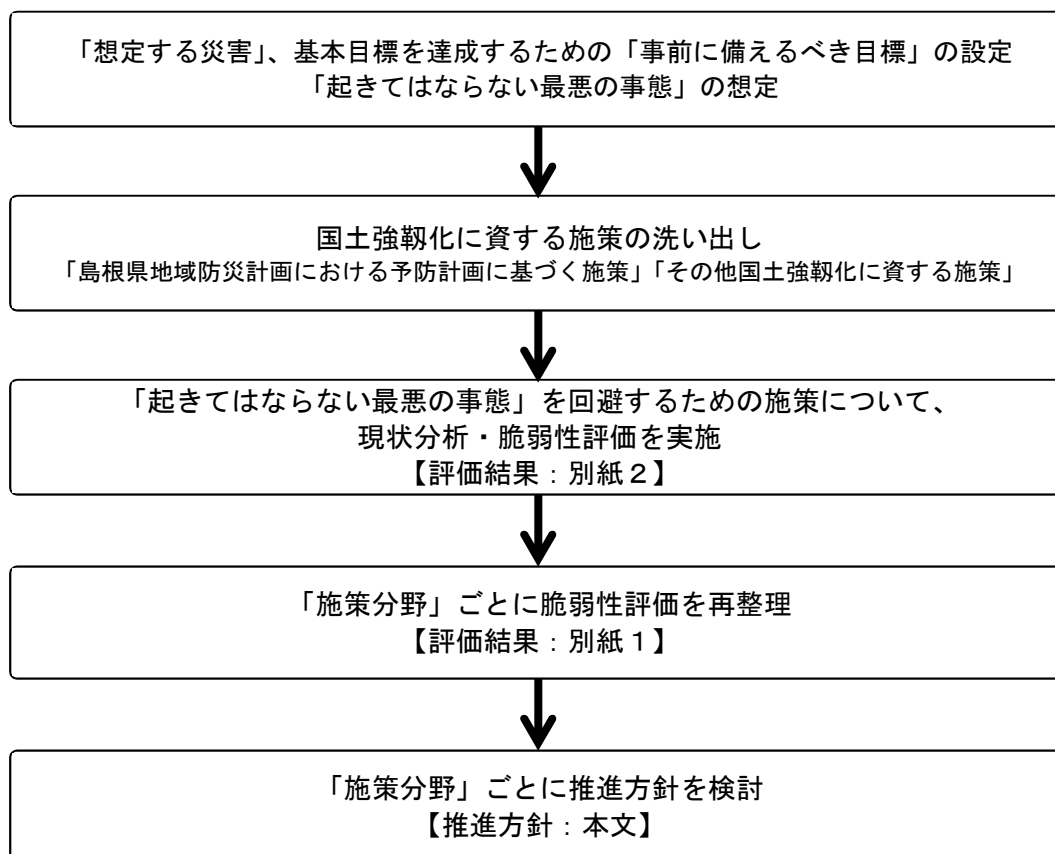 「想定する災害」、基本目標を達成するための「事前に備えるべき目標」の設定
「起きてはならない最悪の事態」の想定
国土強靱化に資する施策の洗い出し
「島根県地域防災計画における予防計画に基づく施策」「その他国土強靱化に資する施策」
「起きてはならない最悪の事態」を回避するための施策について、
現状分析・脆弱性評価を実施
【評価結果：別紙２】
「施策分野」ごとに脆弱性評価を再整理
【評価結果：別紙１】
「施策分野」ごとに推進方針を検討
【推進方針：本文】